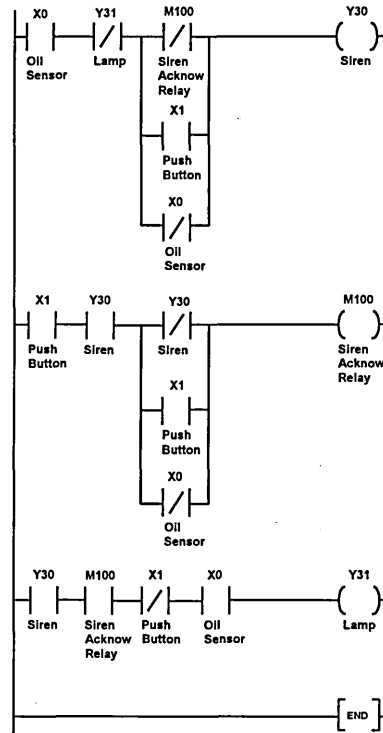 X0 Y31 M100 Y30
Oil Sensor Lamp Siren Acknow Relay Siren
X1
Push Button
X0
Oil Sensor
X1 Y30 Y30 M100
Push Button Siren Siren Siren Acknow Relay
X1
Push Button
X0
Oil Sensor
Y30 M100 X1 X0 Y31
Siren Siren Acknow Relay Push Button Oil Sensor Lamp
END